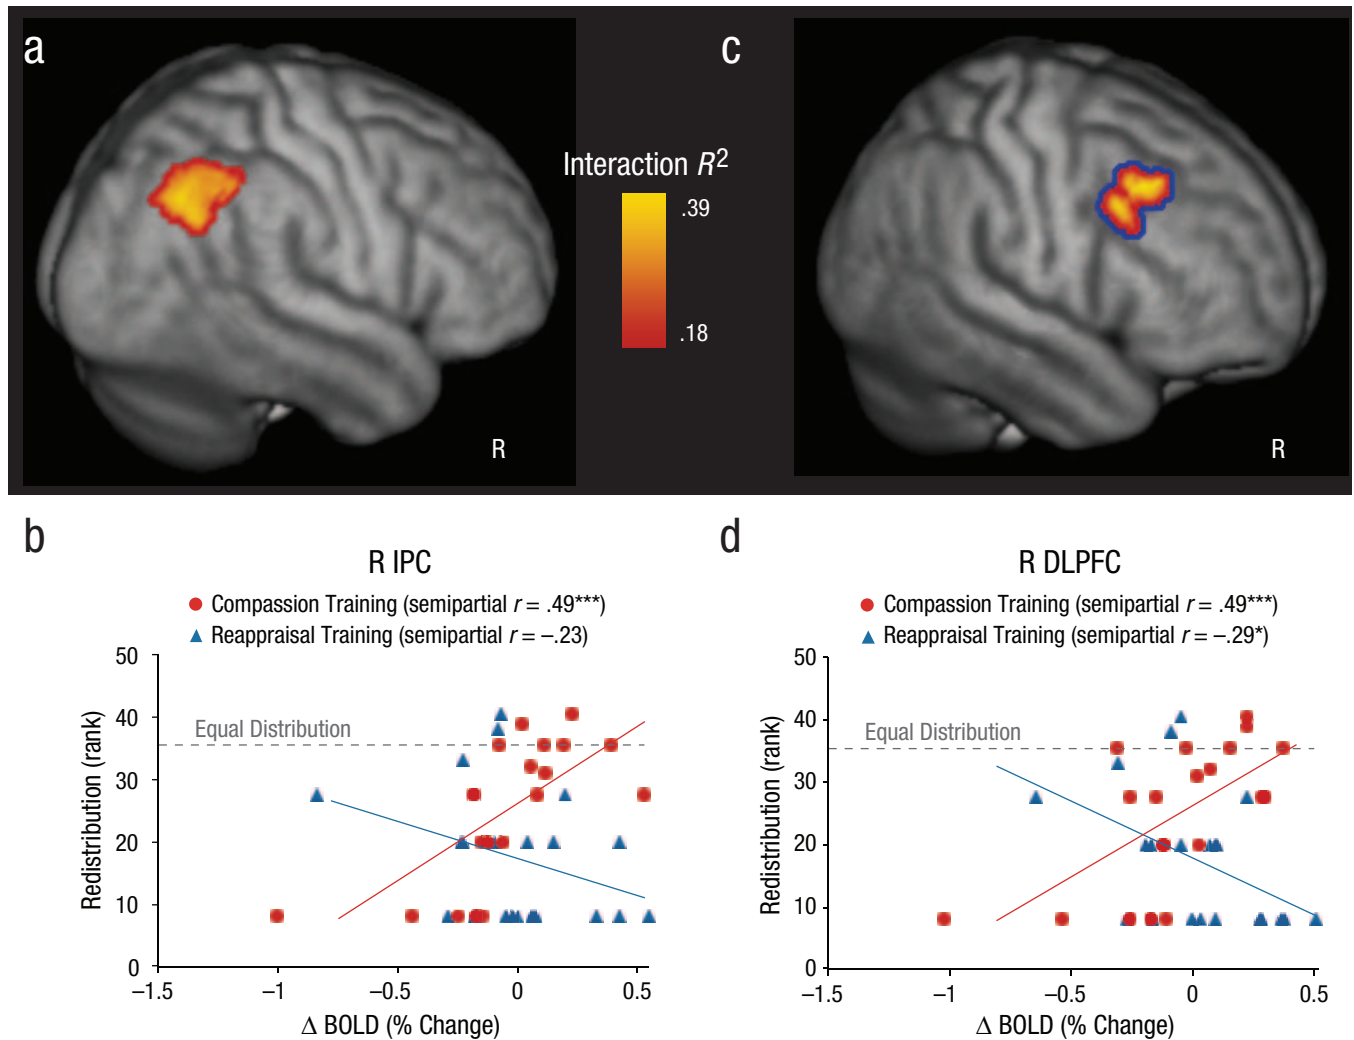 a
c
Interaction R²
.39
.18
R
R
b
R IPC
Compassion Training (semipartial r = .49***)
Reappraisal Training (semipartial r = –.23)
Redistribution (rank)
50
40
30
20
10
0
Equal Distribution
–1.5
–1
–0.5
0
0.5
Δ BOLD (% Change)
d
R DLPFC
Compassion Training (semipartial r = .49***)
Reappraisal Training (semipartial r = –.29*)
Redistribution (rank)
50
40
30
20
10
0
Equal Distribution
–1.5
–1
–0.5
0
0.5
Δ BOLD (% Change)